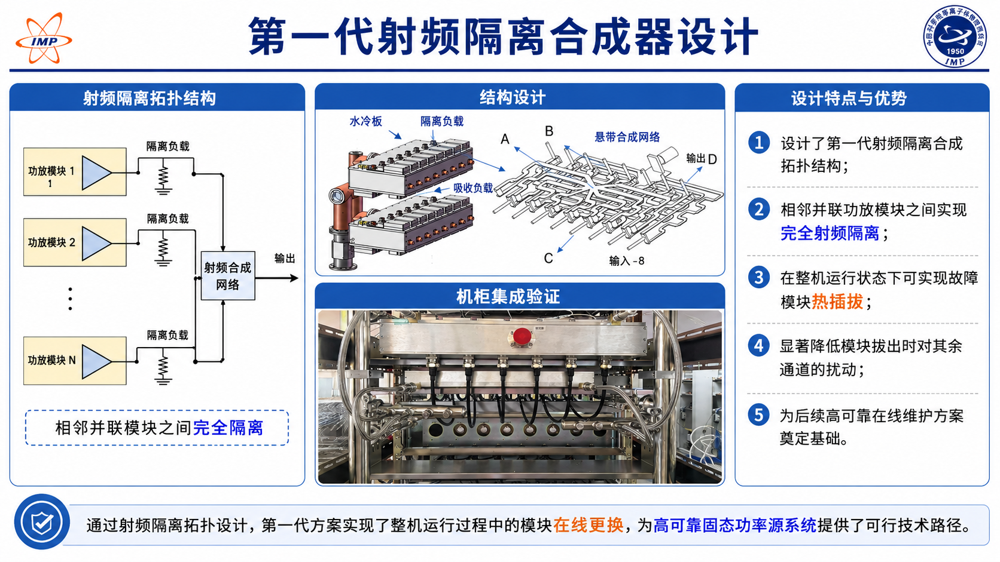 IMP
第一代射频隔离合成器设计
1950
IMP
射频隔离拓扑结构
隔离负载
功放模块 1
1
隔离负载
功放模块 2
射频合成
网络
输出
隔离负载
功放模块 N
相邻并联模块之间完全隔离
结构设计
水冷板
隔离负载
吸收负载
A
B
悬带合成网络
输出 D
C
输入 -8
机柜集成验证
设计特点与优势
1 设计了第一代射频隔离合成
拓扑结构；
2 相邻并联功放模块之间实现
完全射频隔离；
3 在整机运行状态下可实现故障
模块热插拔；
4 显著降低模块拔出时对其余
通道的扰动；
5 为后续高可靠在线维护方案
奠定基础。
通过射频隔离拓扑设计，第一代方案实现了整机运行过程中的模块在线更换，为高可靠固态功率源系统提供了可行技术路径。